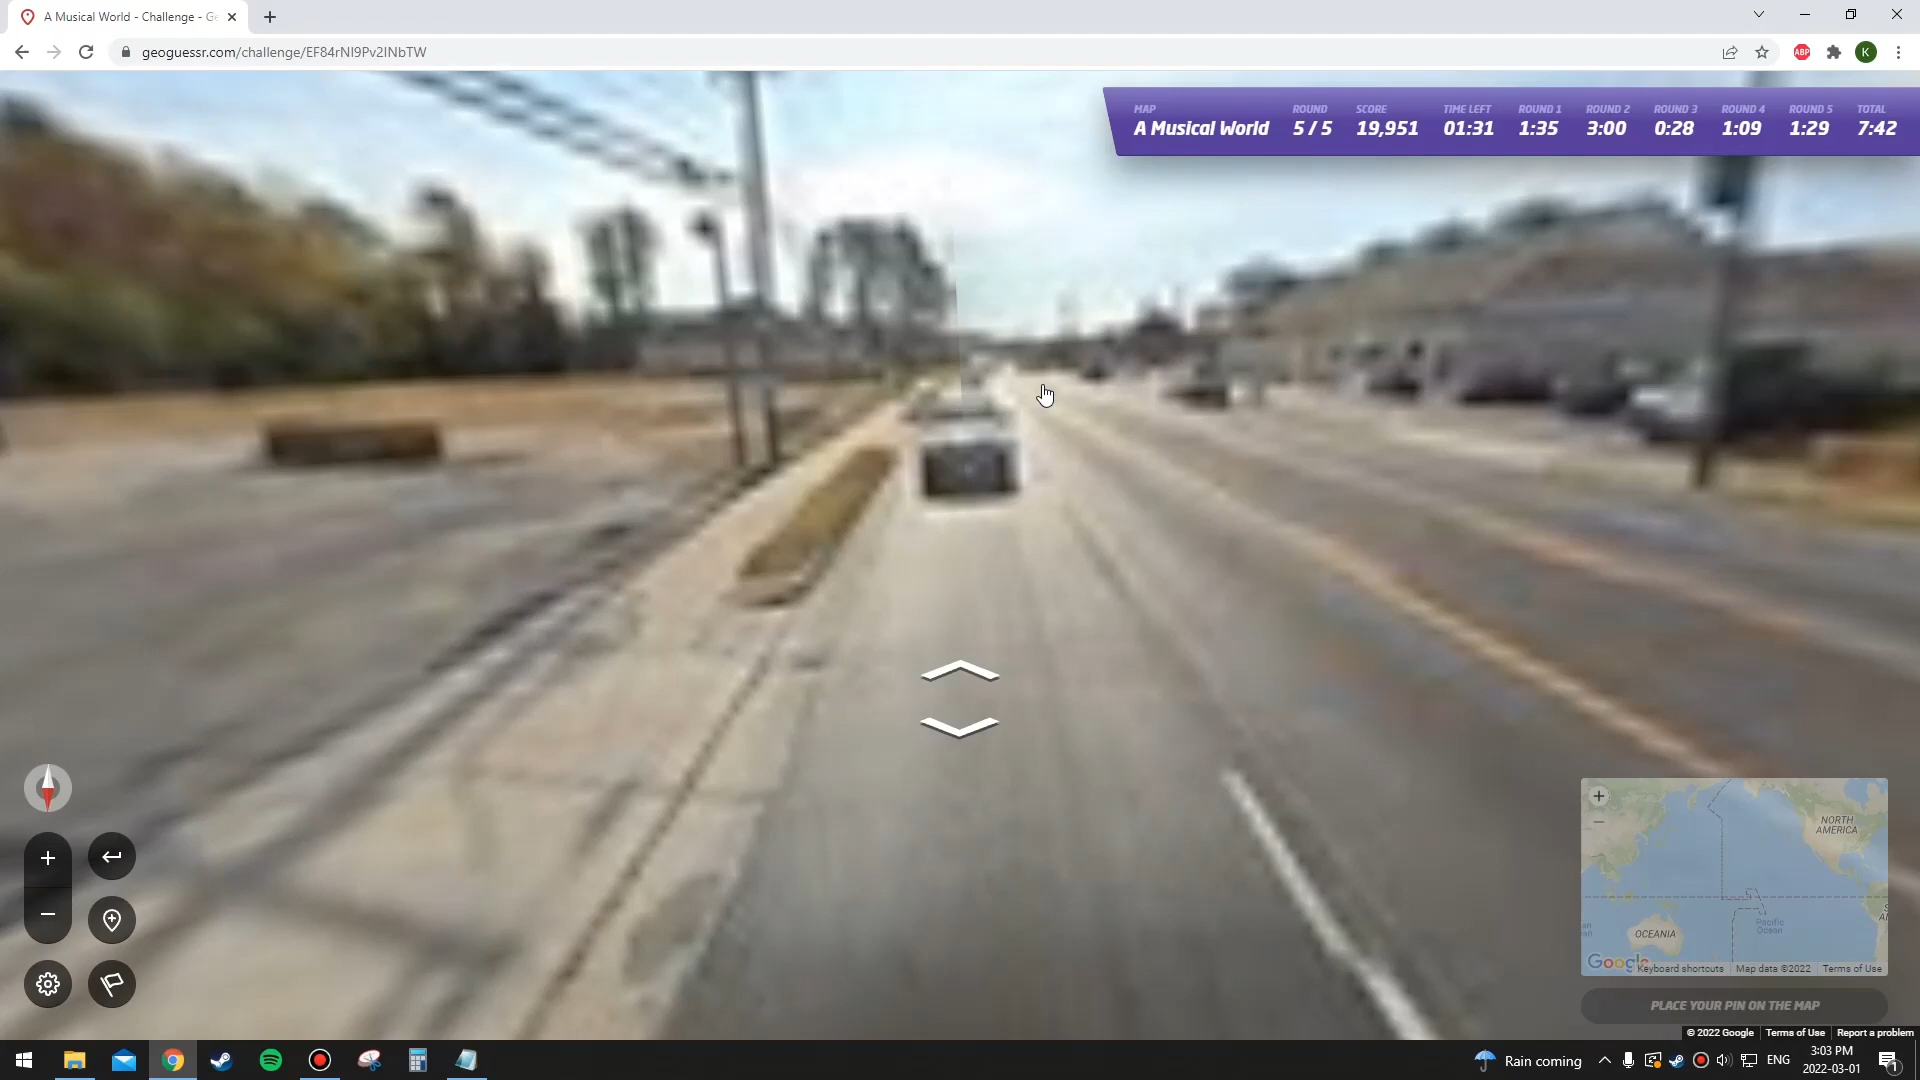 A Musical World - Challenge - Ge
geoguessr.com/challenge/EF84rNI9Pv2INbTW
ABP
K
MAP
A Musical World
ROUND
5 / 5
SCORE
19,951
TIME LEFT
01:31
ROUND 1
1:35
ROUND 2
3:00
ROUND 3
0:28
ROUND 4
1:09
ROUND 5
1:29
TOTAL
7:42
NORTH
AMERICA
OCEANIA
Pacific
Ocean
Google
Keyboard shortcuts
Map data ©2022
Terms of Use
PLACE YOUR PIN ON THE MAP
© 2022 Google
Terms of Use
Report a problem
Rain coming
ENG
3:03 PM
2022-03-01
1